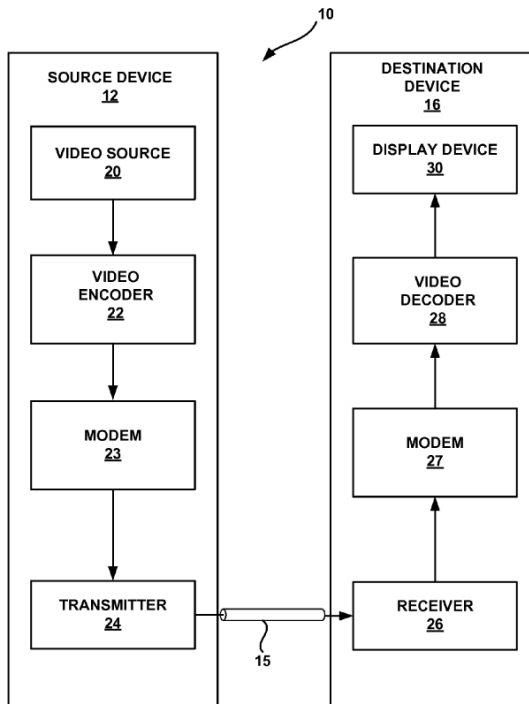 10
SOURCE DEVICE
12
VIDEO SOURCE
20
VIDEO
ENCODER
22
MODEM
23
TRANSMITTER
24
15
DESTINATION
DEVICE
16
DISPLAY DEVICE
30
VIDEO
DECODER
28
MODEM
27
RECEIVER
26